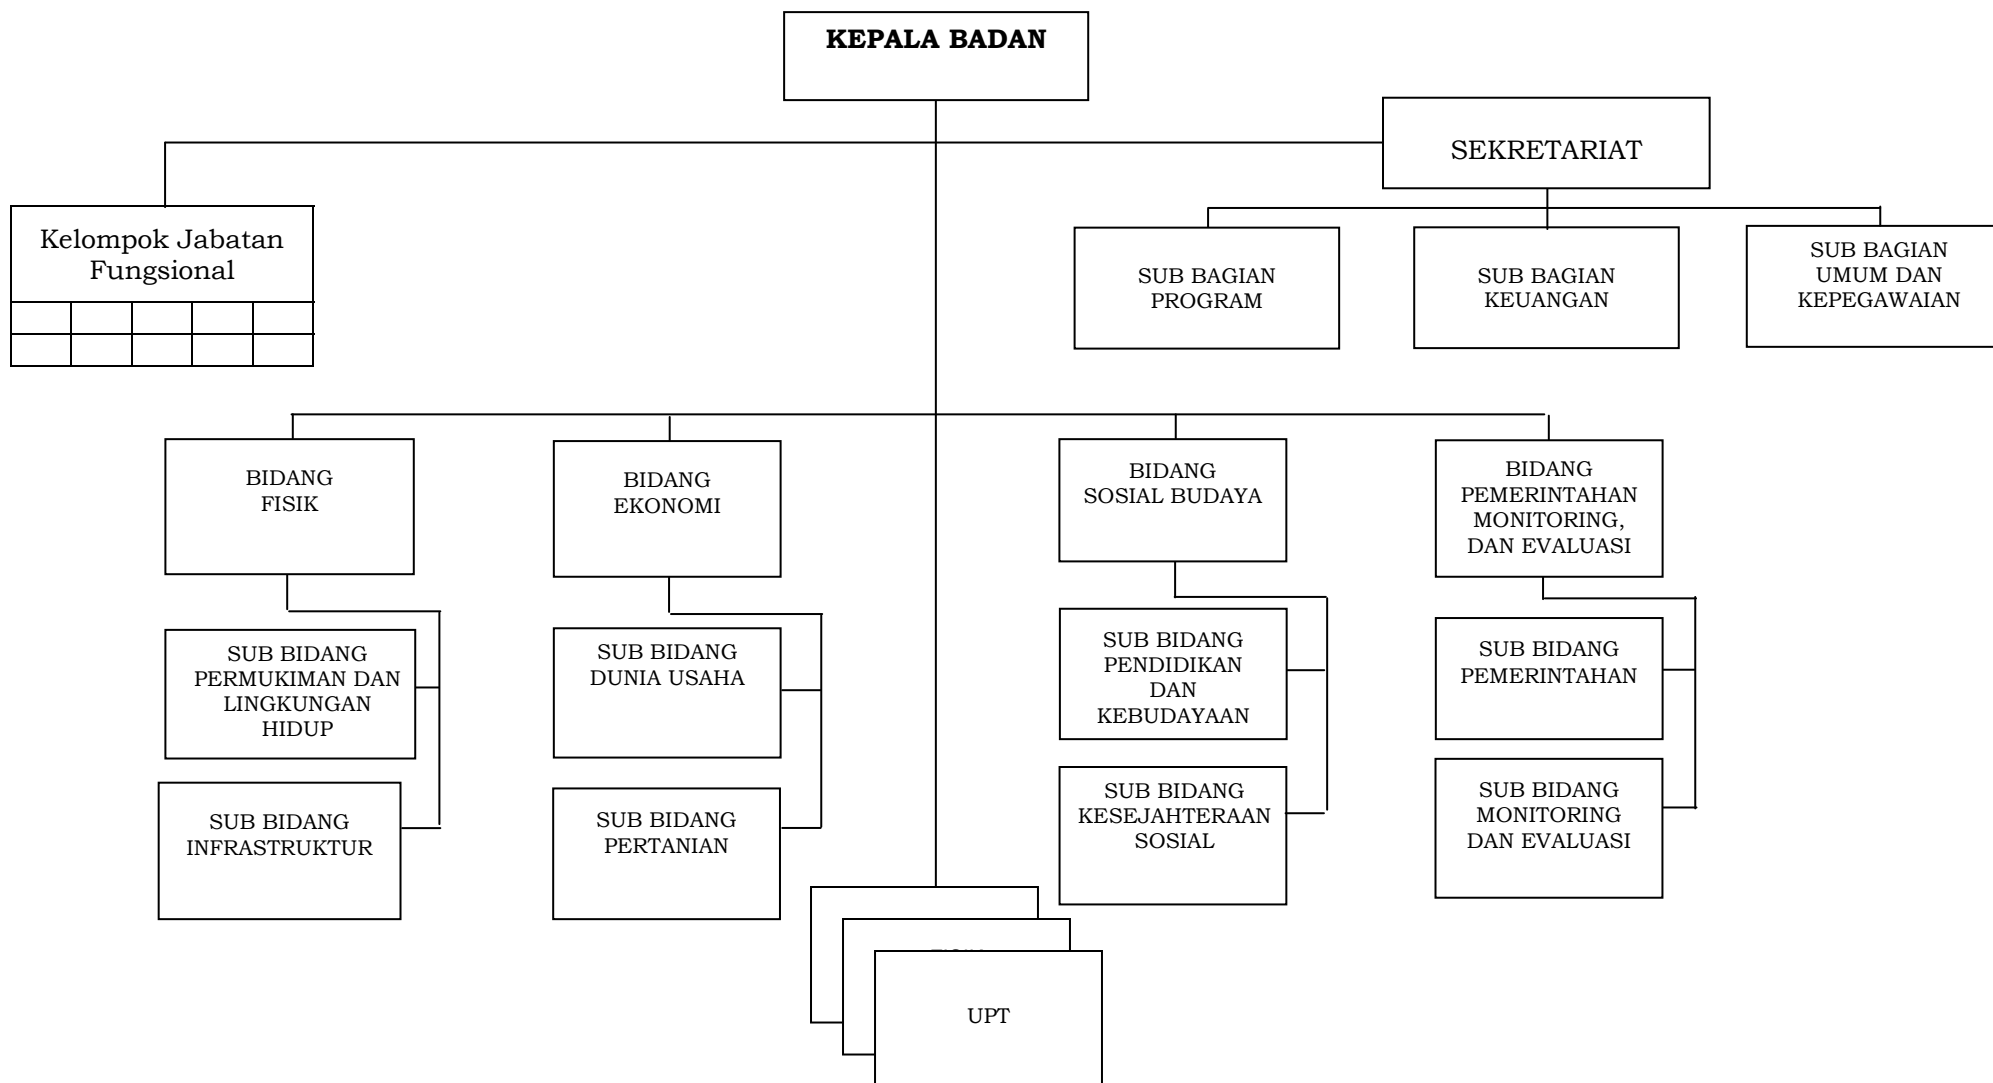 KEPALA BADAN
SEKRETARIAT
Kelompok Jabatan
Fungsional
SUB BAGIAN
PROGRAM
SUB BAGIAN
KEUANGAN
SUB BAGIAN
UMUM DAN
KEPEGAWAIAN
BIDANG
FISIK
BIDANG
EKONOMI
BIDANG
SOSIAL BUDAYA
BIDANG
PEMERINTAHAN
MONITORING,
DAN EVALUASI
SUB BIDANG
PERMUKIMAN DAN
LINGKUNGAN
HIDUP
SUB BIDANG
DUNIA USAHA
SUB BIDANG
PENDIDIKAN
DAN
KEBUDAYAAN
SUB BIDANG
PEMERINTAHAN
SUB BIDANG
INFRASTRUKTUR
SUB BIDANG
PERTANIAN
SUB BIDANG
KESEJAHTERAAN
SOSIAL
SUB BIDANG
MONITORING
DAN EVALUASI
UPT